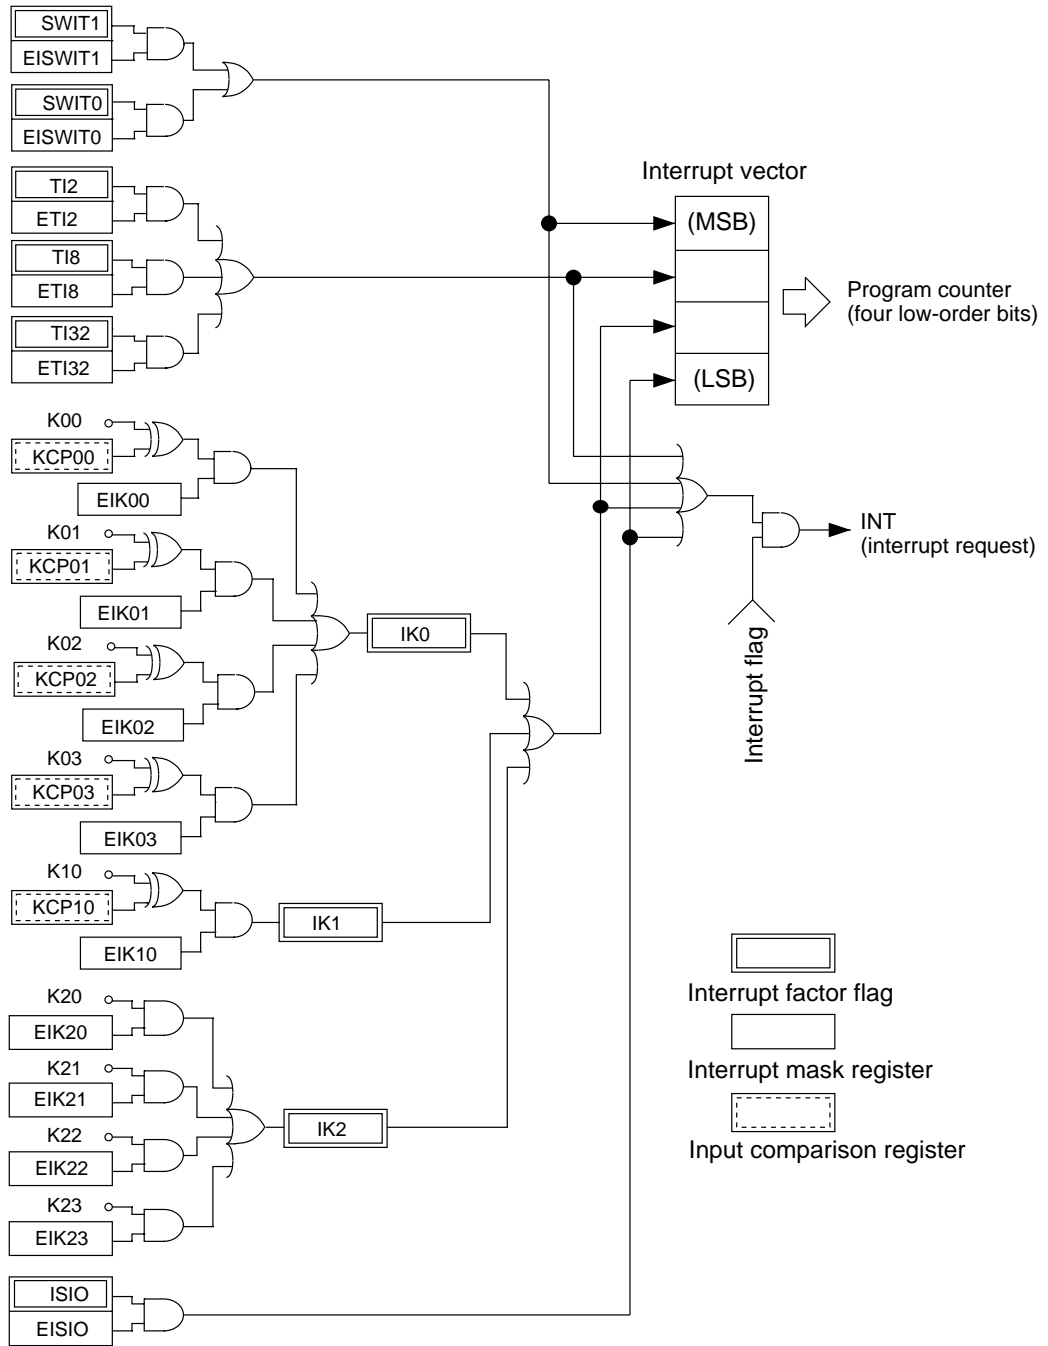 SWIT1
EISWIT1
SWIT0
EISWIT0
TI2
ETI2
TI8
ETI8
TI32
ETI32
K00
KCP00
EIK00
K01
KCP01
EIK01
K02
KCP02
EIK02
K03
KCP03
EIK03
K10
KCP10
EIK10
K20
EIK20
K21
EIK21
K22
EIK22
K23
EIK23
ISIO
EISIO
IK0
IK1
IK2
Interrupt vector
(MSB)
(LSB)
Program counter
(four low-order bits)
INT
(interrupt request)
Interrupt flag
Interrupt factor flag
Interrupt mask register
Input comparison register